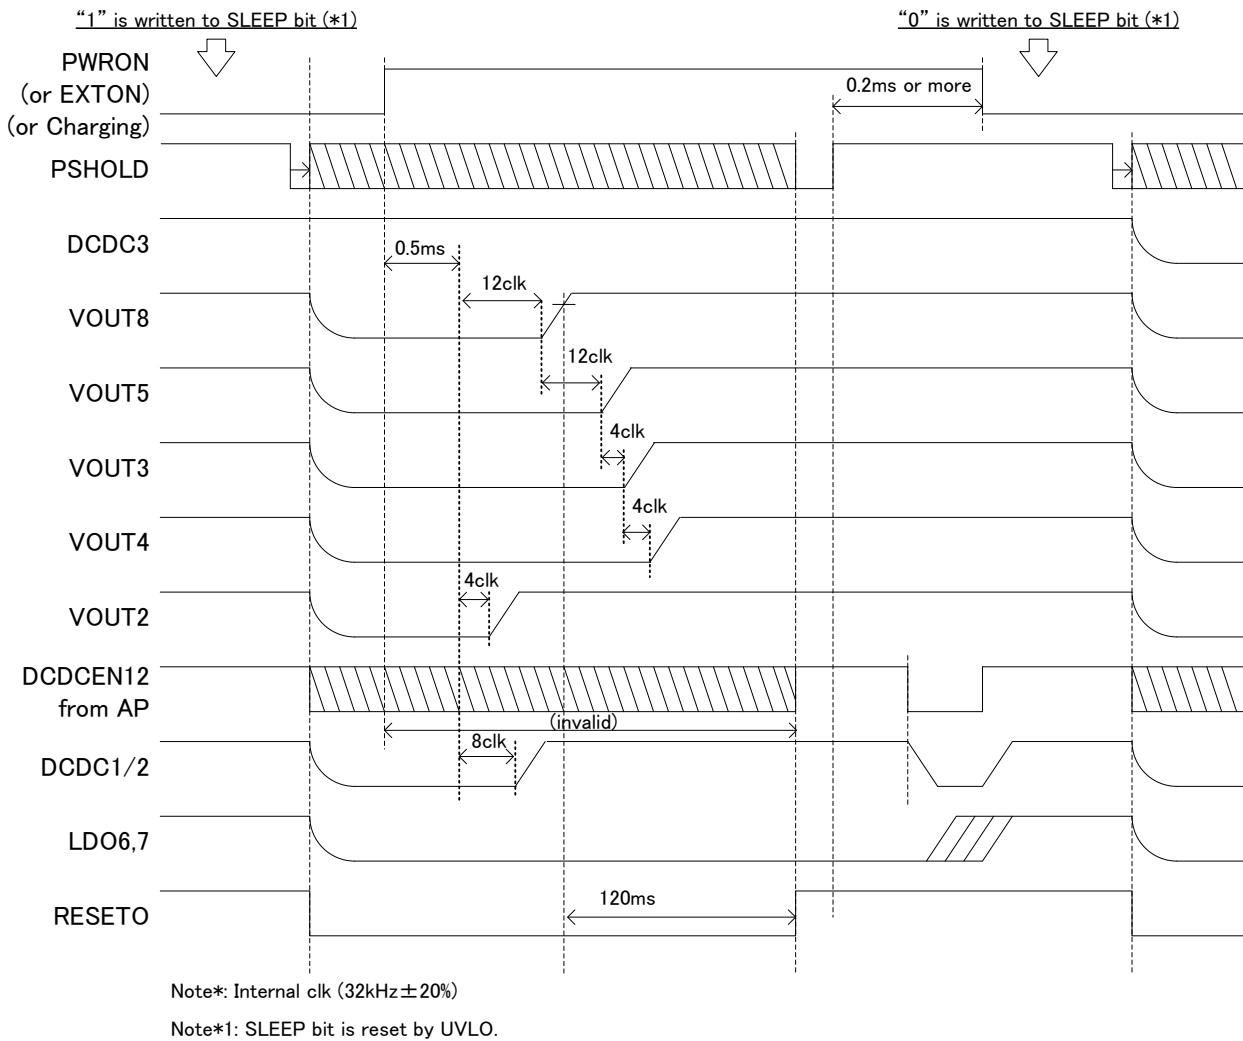 “1” is written to SLEEP bit (*1)
“0” is written to SLEEP bit (*1)
PWRON
(or EXTON)
(or Charging)
0.2ms or more
PSHOLD
DCDC3
0.5ms
12clk
VOUT8
12clk
VOUT5
4clk
VOUT3
4clk
VOUT4
4clk
VOUT2
DCDCEN12
from AP
(invalid)
8clk
DCDC1/2
LDO6,7
120ms
RESETO
Note*: Internal clk (32kHz±20%)
Note*1: SLEEP bit is reset by UVLO.